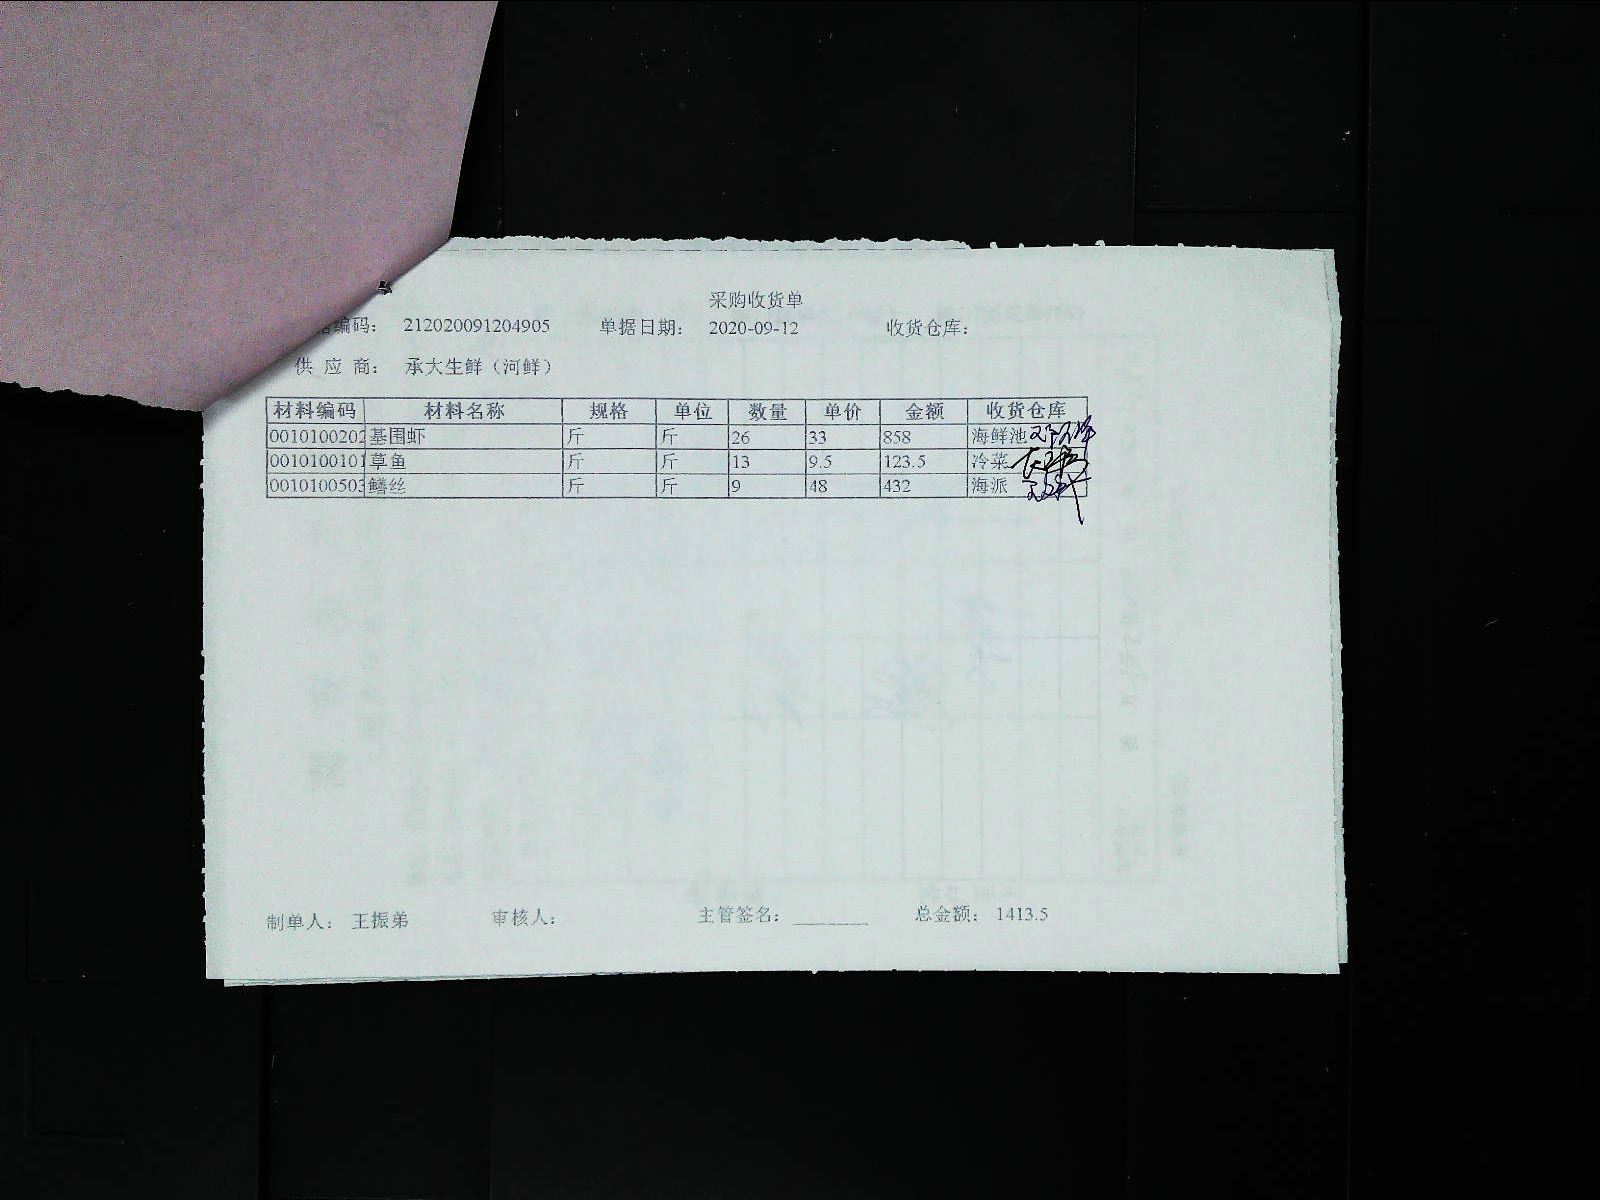 采购收货单
编码： 212020091204905 单据日期： 2020-09-12 收货仓库：
供 应 商： 承大生鲜（河鲜）
材料编码 材料名称 规格 单位 数量 单价 金额 收货仓库
0010100202 基围虾 斤 斤 26 33 858 海鲜池
0010100101 草鱼 斤 斤 13 9.5 123.5 冷菜
0010100503 鳝丝 斤 斤 9 48 432 海派
制单人： 王振弟 审核人： 主管签名： 总金额： 1413.5